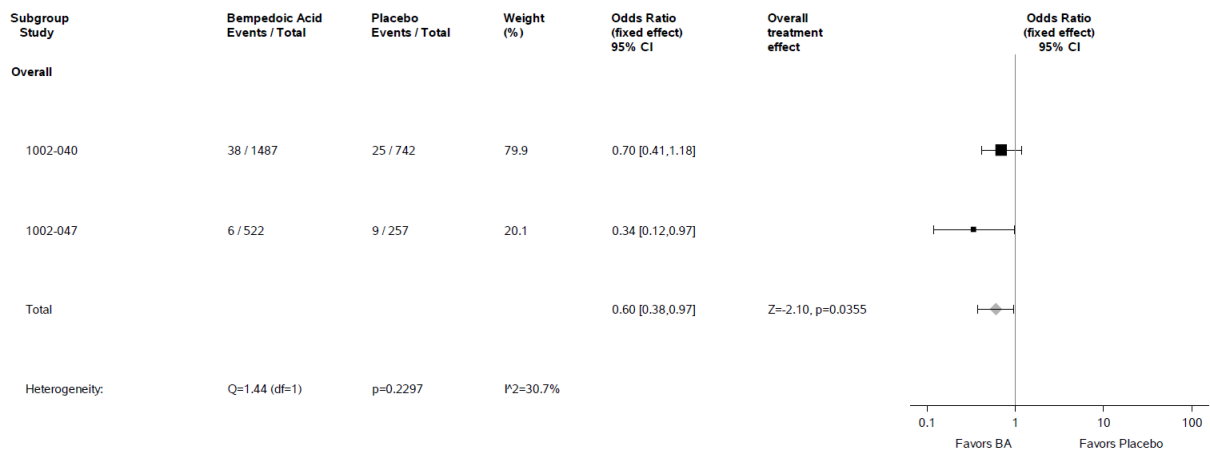 Subgroup Bempedoic Acid Placebo Weight Odds Ratio Overall Odds Ratio
Study Events / Total Events / Total (%) (fixed effect) treatment (fixed effect)
95% CI effect 95% CI
Overall
1002-040 38 / 1487 25 / 742 79.9 0.70 [0.41,1.18]
1002-047 6 / 522 9 / 257 20.1 0.34 [0.12,0.97]
Total 0.60 [0.38,0.97] Z=-2.10, p=0.0355
Heterogeneity: Q=1.44 (df=1) p=0.2297 I^2=30.7%
0.1 1 10 100
Favors BA Favors Placebo